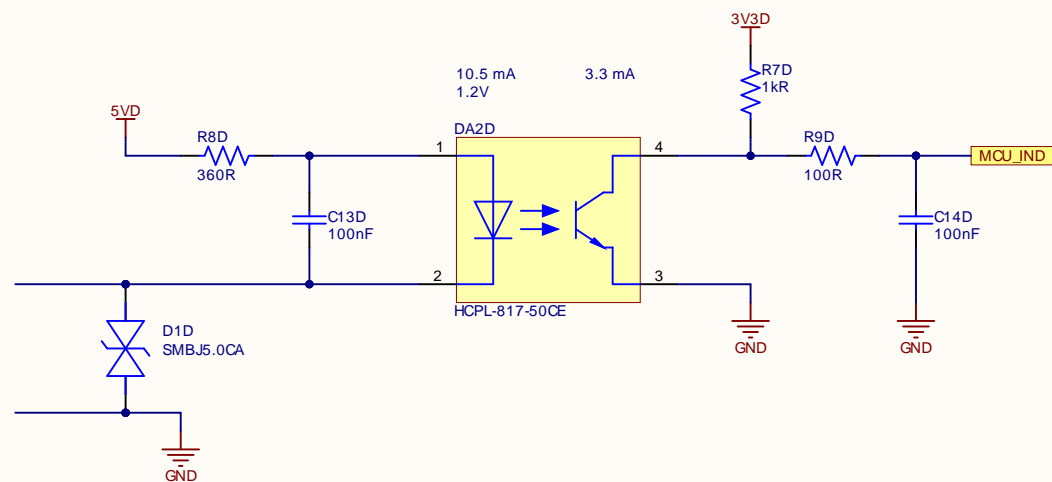 3V3D
10.5 mA
3.3 mA
1.2V
R7D
1kR
5VD
DA2D
R8D
360R
1
4
R9D
100R
MCU_IND
C13D
100nF
C14D
100nF
2
3
HCPL-817-50CE
D1D
SMBJ5.0CA
GND
GND
GND